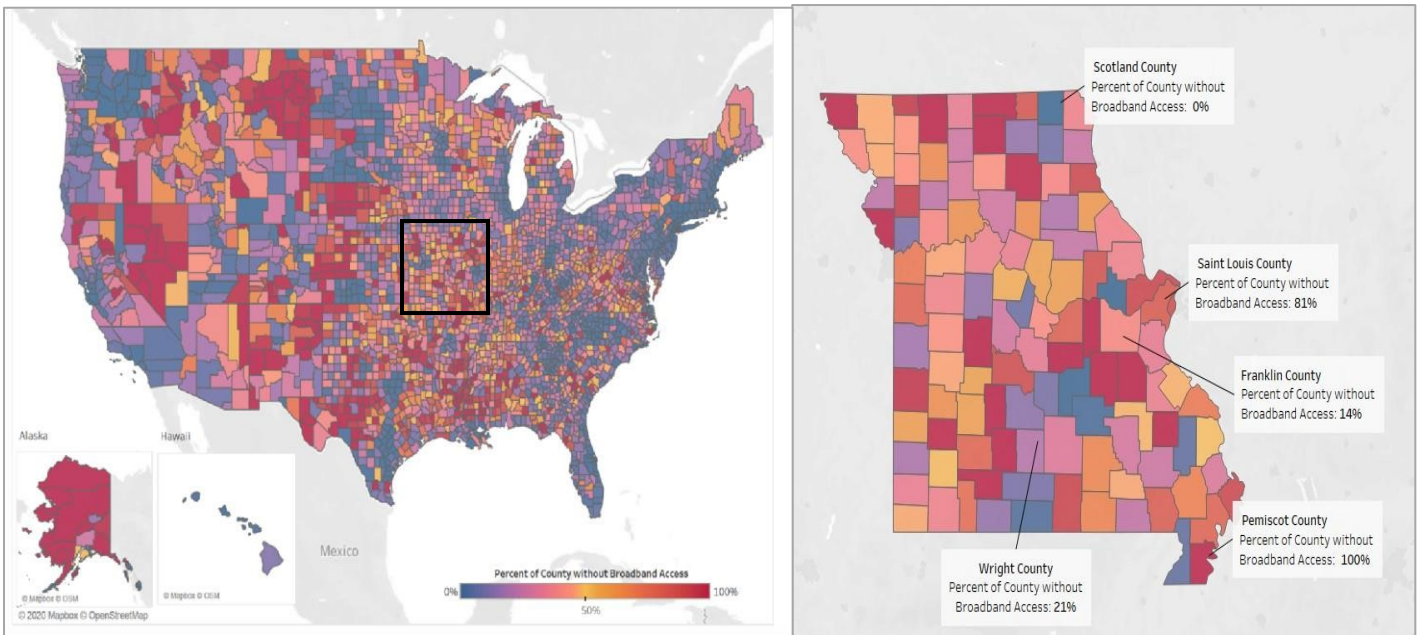 Alaska
Hawaii
Mexico
© Mapbox © OSM
© Mapbox © OSM
© 2020 Mapbox © OpenStreetMap
Percent of County without Broadband Access
0%
100%
50%
Scotland County
Percent of County without
Broadband Access: 0%
Saint Louis County
Percent of County without
Broadband Access: 81%
Franklin County
Percent of County without
Broadband Access: 14%
Pemiscot County
Percent of County without
Broadband Access: 100%
Wright County
Percent of County without
Broadband Access: 21%